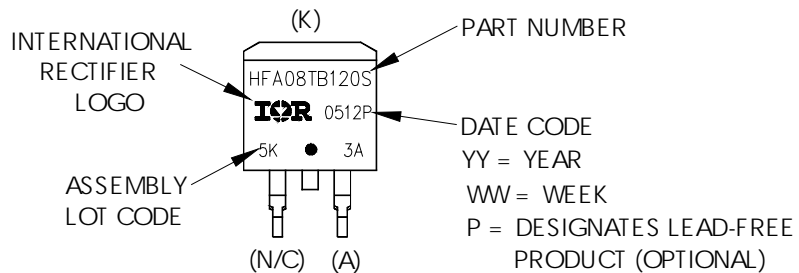 (K)
INTERNATIONAL
RECTIFIER
LOGO
PART NUMBER
HFA08TB120S
IOR 0512P
5K 3A
ASSEMBLY
LOT CODE
DATE CODE
YY = YEAR
WW = WEEK
P = DESIGNATES LEAD-FREE
PRODUCT (OPTIONAL)
(N/C) (A)